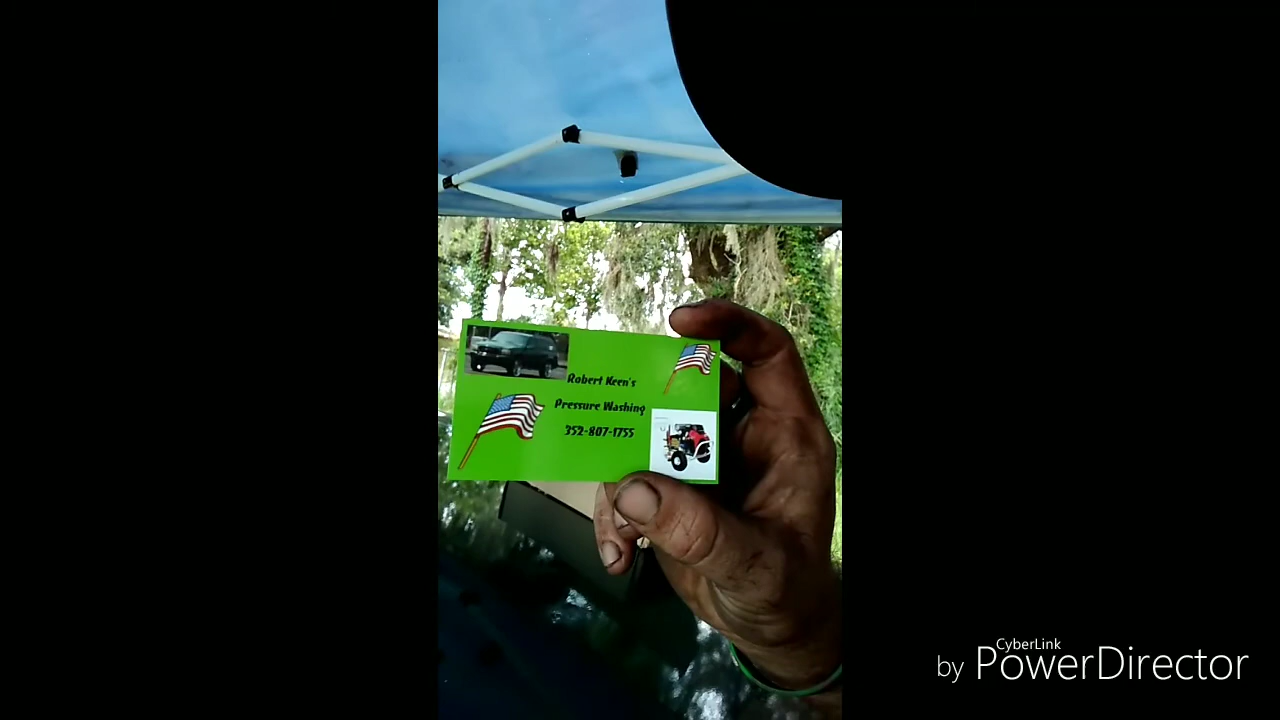 Robert Keen's
Pressure Washing
352-807-1755
CyberLink
by PowerDirector